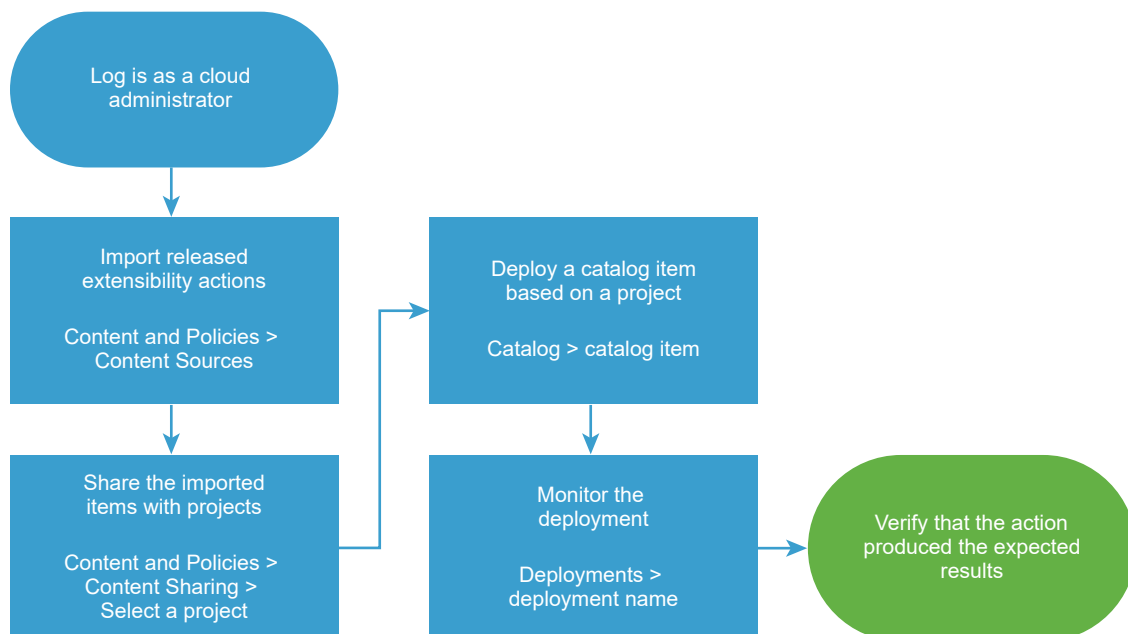 Log is as a cloud
administrator
Import released
extensibility actions
Content and Policies >
Content Sources
Share the imported
items with projects
Content and Policies >
Content Sharing >
Select a project
Deploy a catalog item
based on a project
Catalog > catalog item
Monitor the
deployment
Deployments >
deployment name
Verify that the action
produced the expected
results